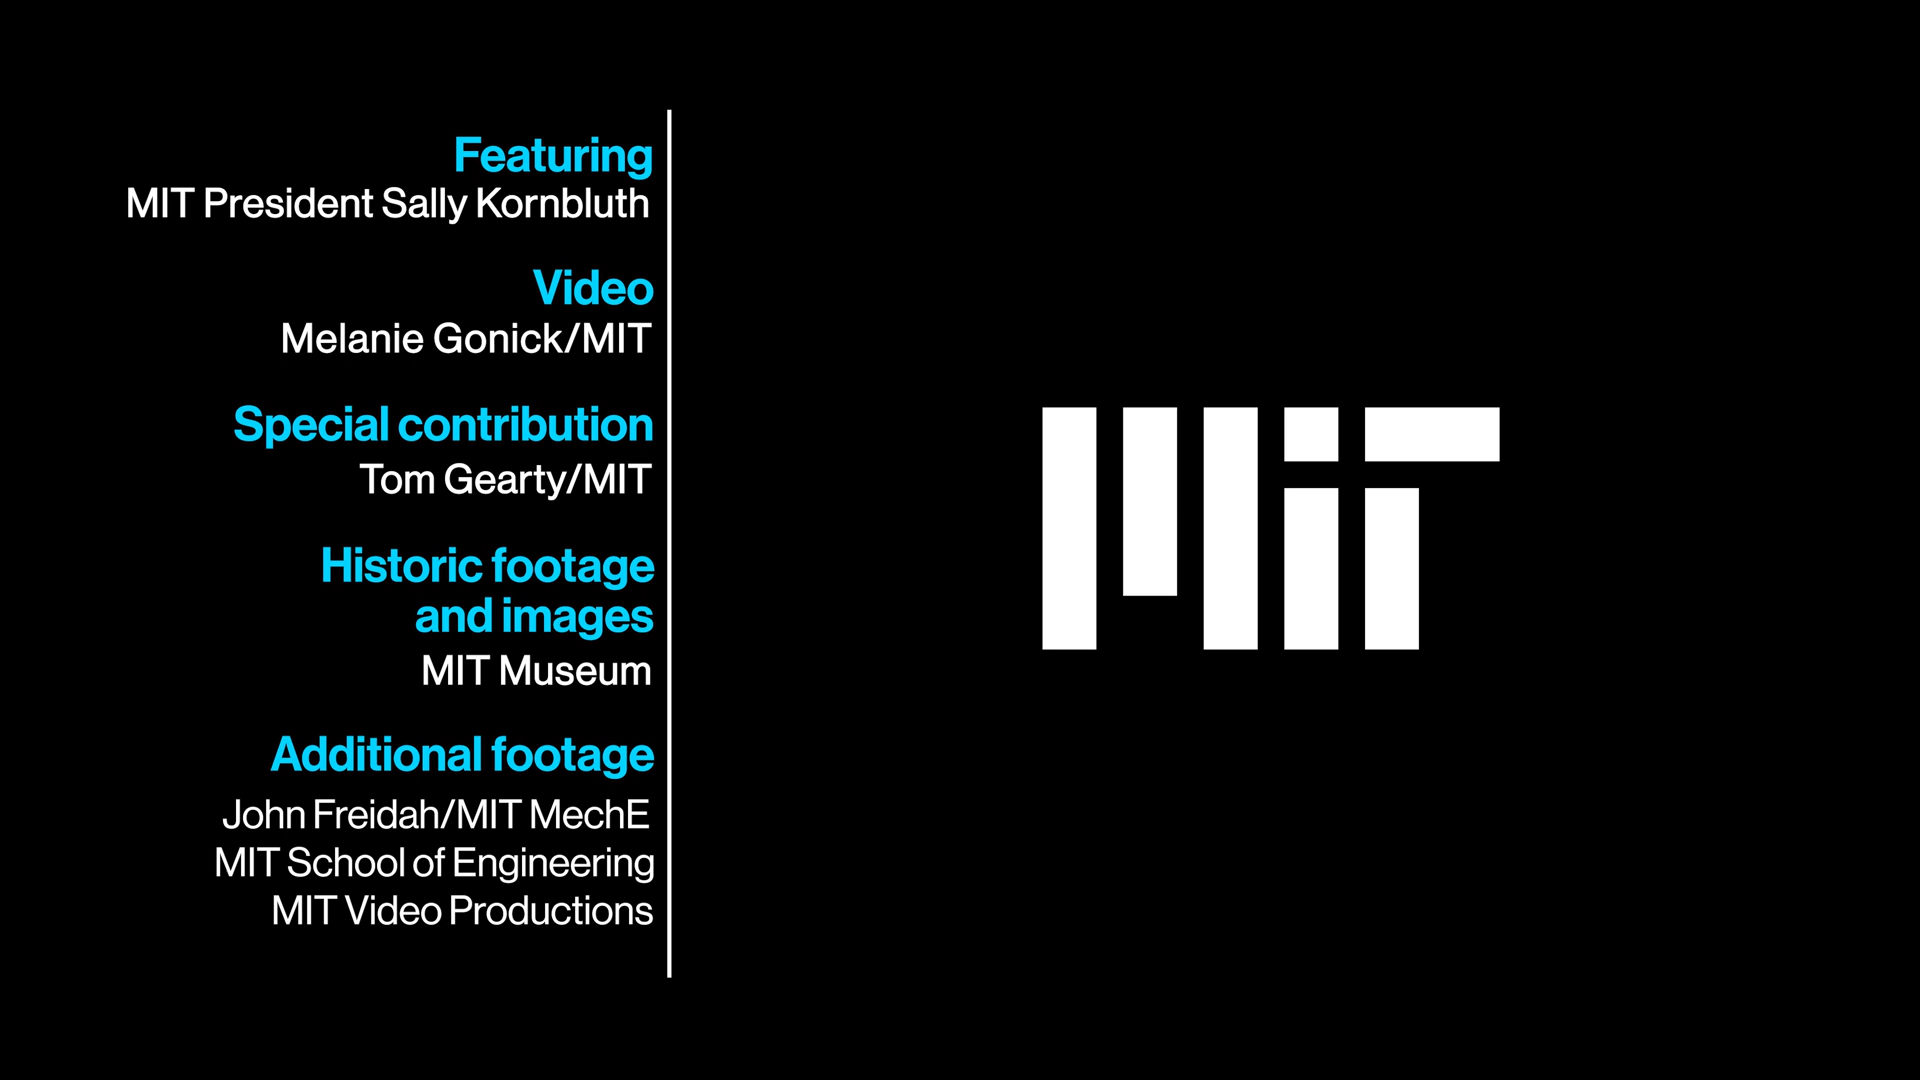 Featuring
MIT President Sally Kornbluth
Video
Melanie Gonick/MIT
Special contribution
Tom Gearty/MIT
Historic footage
and images
MIT Museum
Additional footage
John Freidah/MIT MechE
MIT School of Engineering
MIT Video Productions
MiT